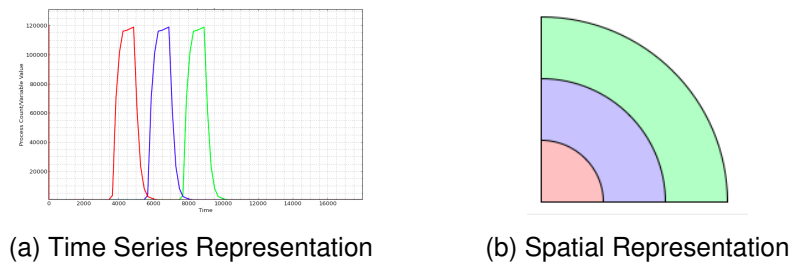 120000
100000
80000
60000
40000
20000
Process Count/Variable Value
0 2000 4000 6000 8000 10000 12000 14000 16000
Time
(a) Time Series Representation
(b) Spatial Representation